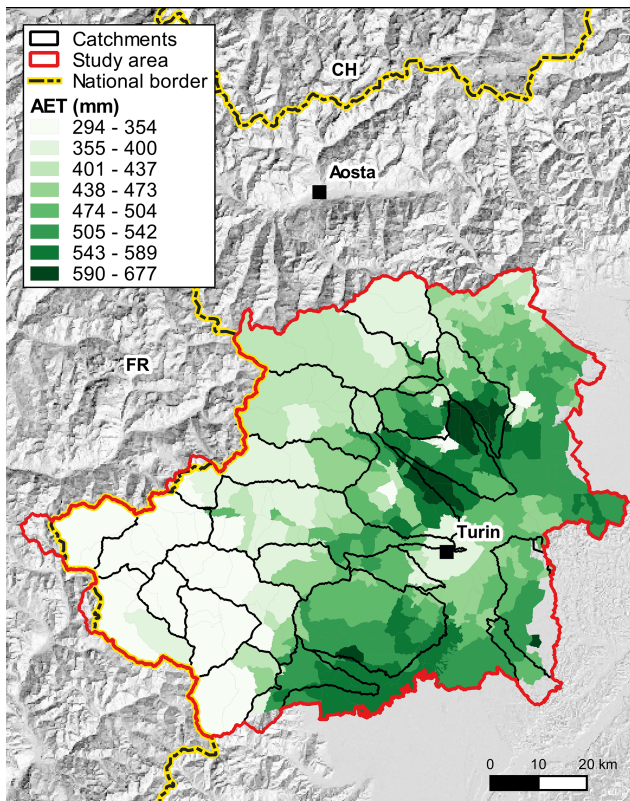 Catchments
Study area
National border
AET (mm)
294 - 354
355 - 400
401 - 437
438 - 473
474 - 504
505 - 542
543 - 589
590 - 677
CH
Aosta
FR
Turin
0 10 20 km